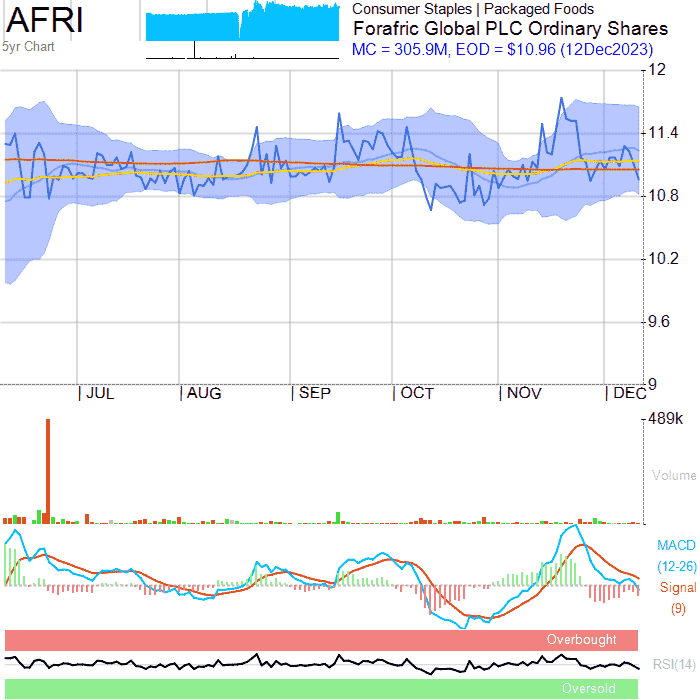 AFRI
5yr Chart
Consumer Staples | Packaged Foods
Forafric Global PLC Ordinary Shares
MC = 305.9M, EOD = $10.96 (12Dec2023)
12
11.4
10.8
10.2
9.6
9
| JUL | AUG | SEP | OCT | NOV | DEC
489k
Volume
MACD
(12-26)
Signal
(9)
Overbought
RSI(14)
Oversold